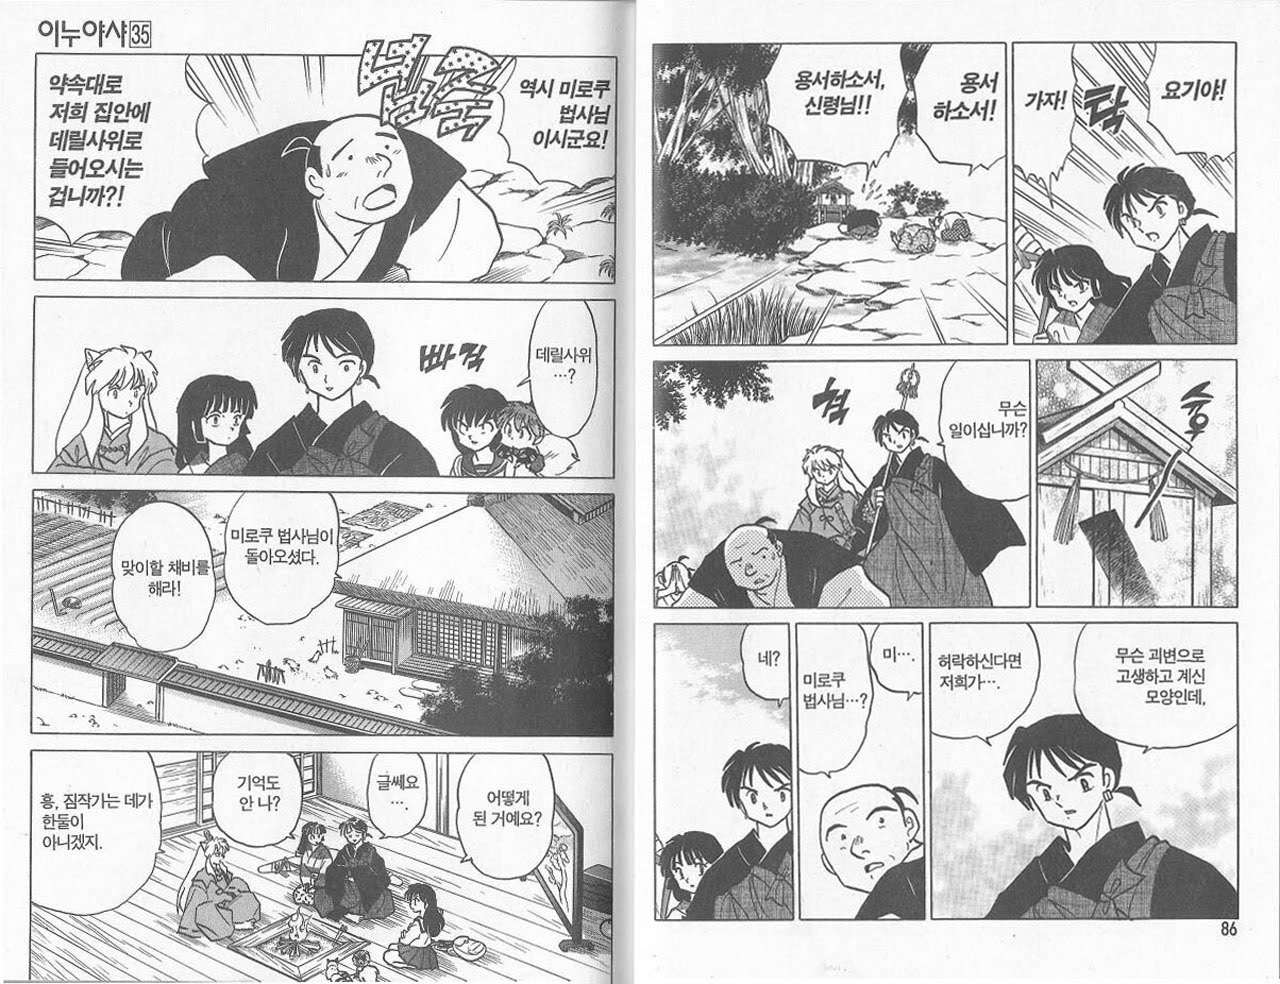 요기야!
탁
가자!
용서
하소서!
용서하소서,
신령님!!
무슨
일이십니까?
척
무슨 괴변으로
고생하고 계신
모양인데,
허락하신다면
저희가….
미….
미로쿠
법사님…?
네?
86
이누야샤 35
역시 미로쿠
법사님
이시군요!
넙죽
약속대로
저희 집안에
데릴사위로
들어오시는
겁니까?!
데릴사위
…?
빠직
미로쿠 법사님이
돌아오셨다.
맞이할 채비를
해라!
어떻게
된 거예요?
글쎄요
….
기억도
안 나?
흥, 짐작가는 데가
한둘이
아니겠지.